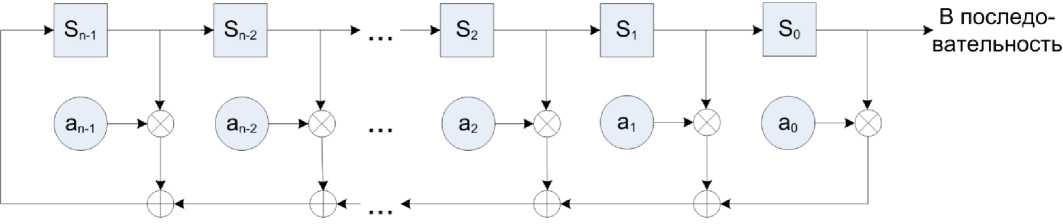 Sn-1 Sn-2 ... S2 S1 S0 В последо-
вательность
an-1 an-2 ... a2 a1 a0
...